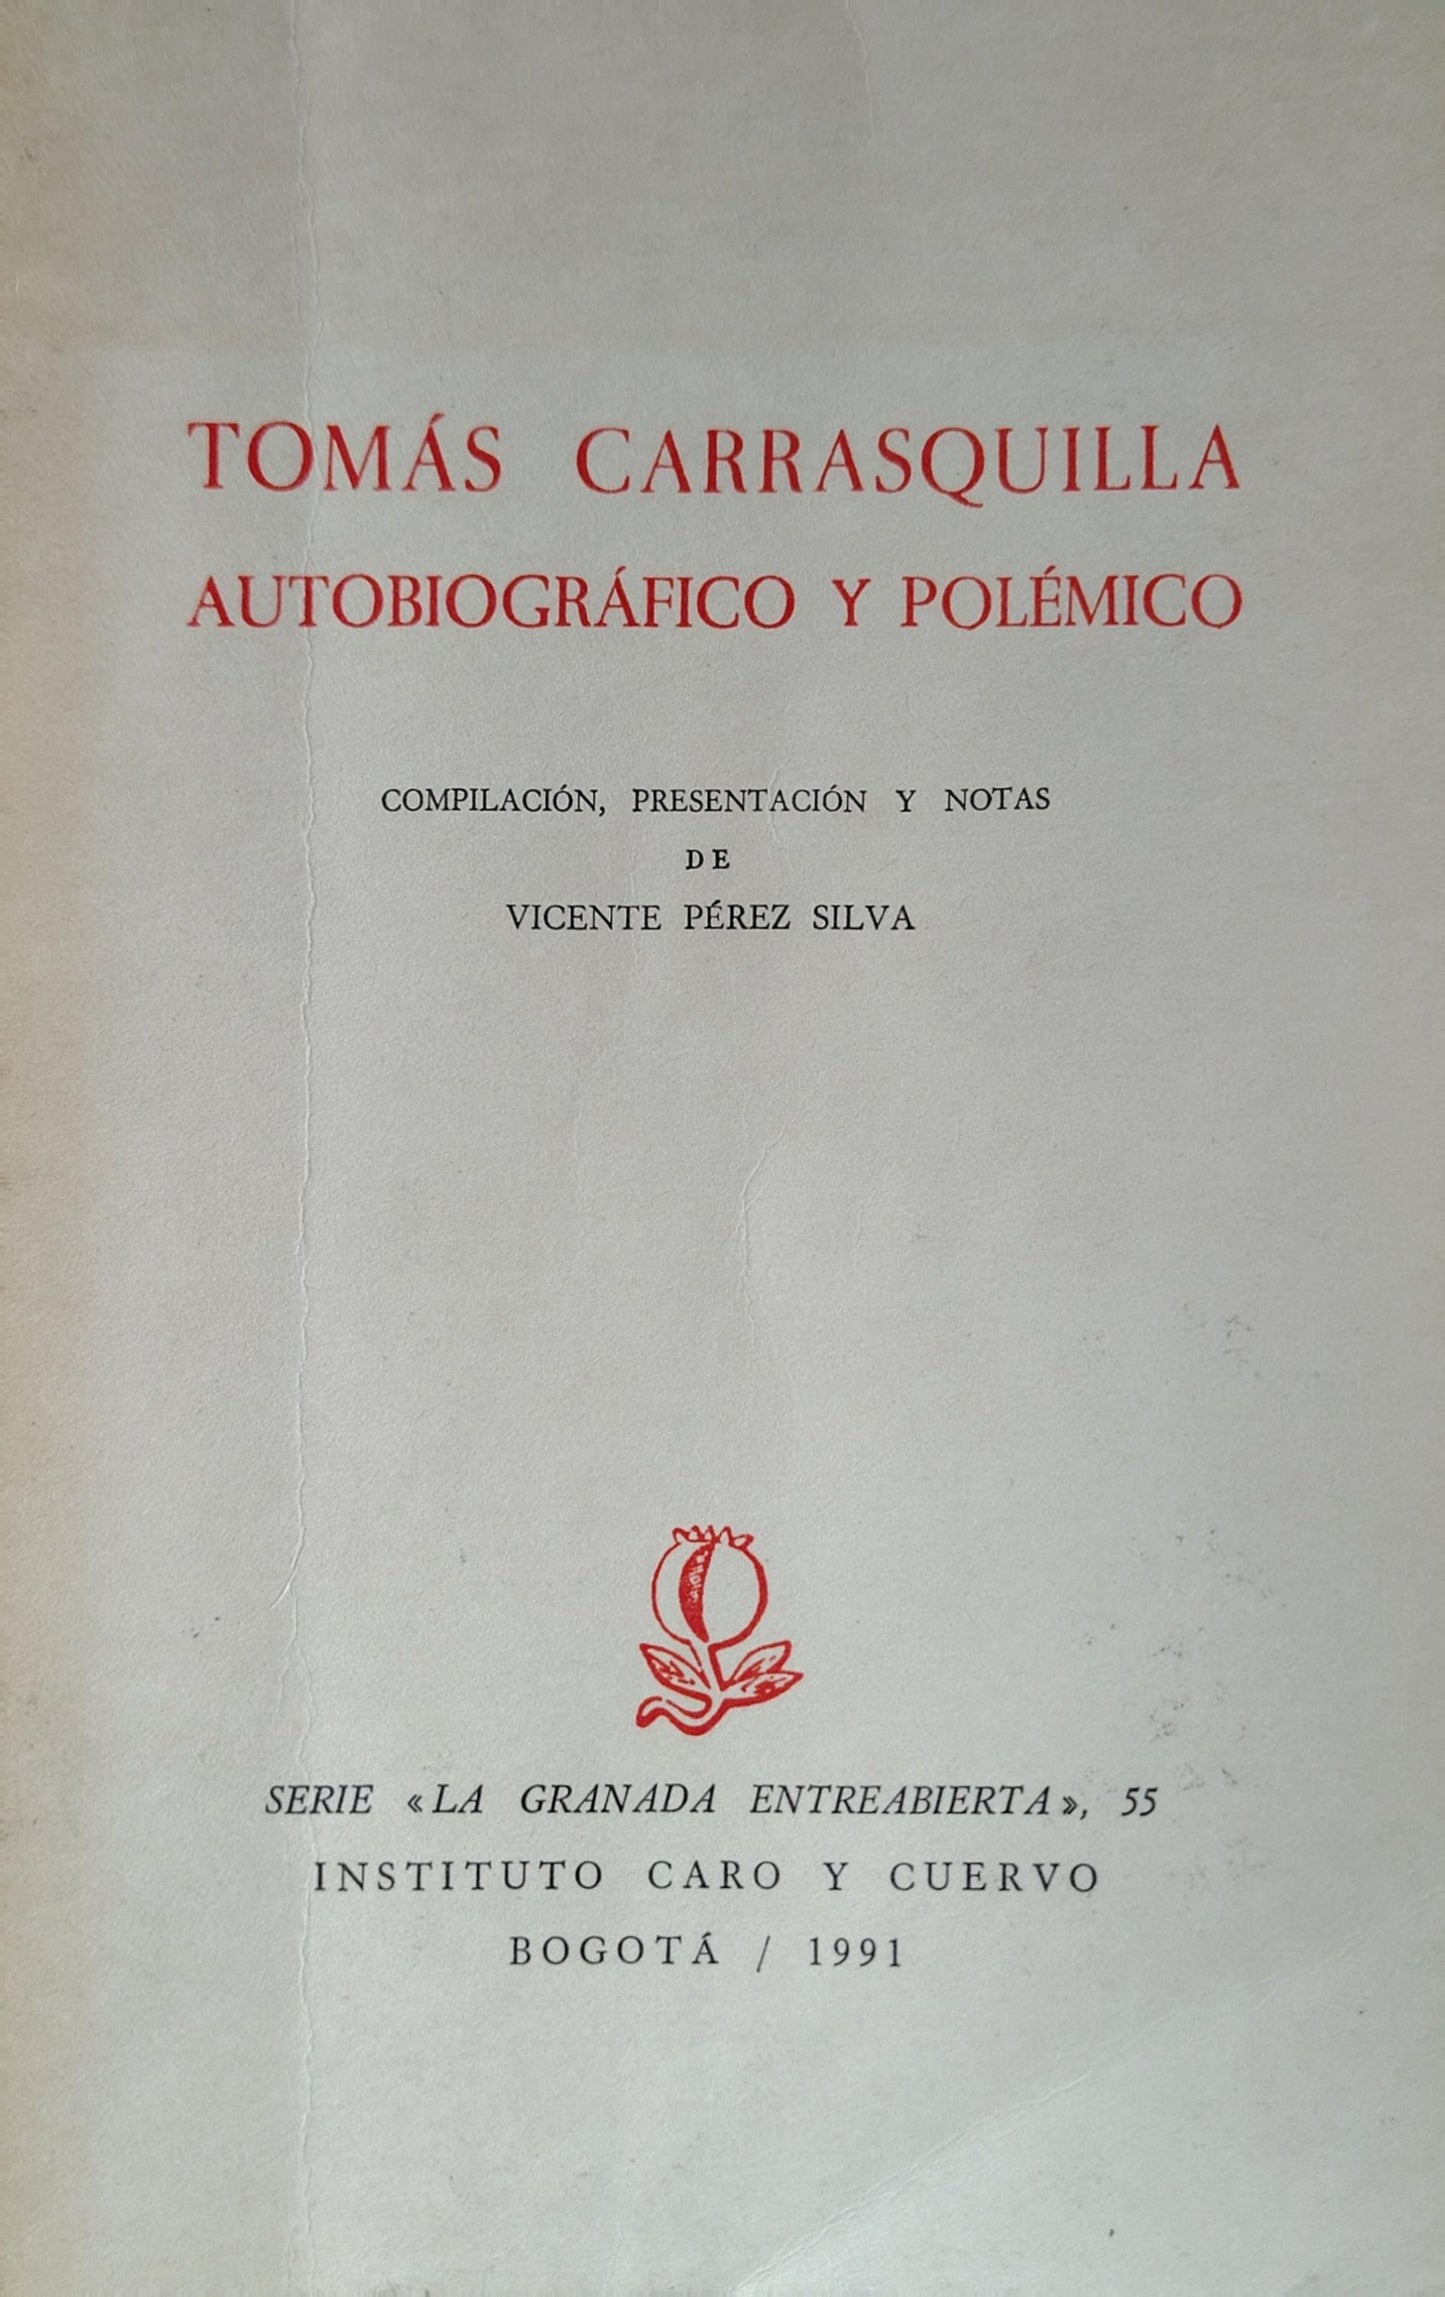 TOMÁS CARRASQUILLA
AUTOBIOGRÁFICO Y POLÉMICO
COMPILACIÓN, PRESENTACIÓN Y NOTAS
DE
VICENTE PÉREZ SILVA
SERIE «LA GRANADA ENTREABIERTA», 55
INSTITUTO CARO Y CUERVO
BOGOTÁ / 1991